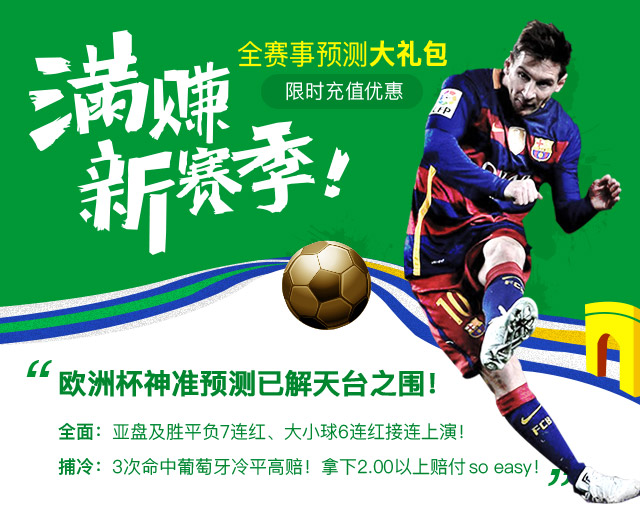 全赛事预测大礼包
限时充值优惠
满赚
新赛季！
LFP
10
FCB
“欧洲杯神准预测已解天台之围！
全面：亚盘及胜平负7连红、大小球6连红接连上演！
捕冷：3次命中葡萄牙冷平高赔！拿下2.00以上赔付so easy！”